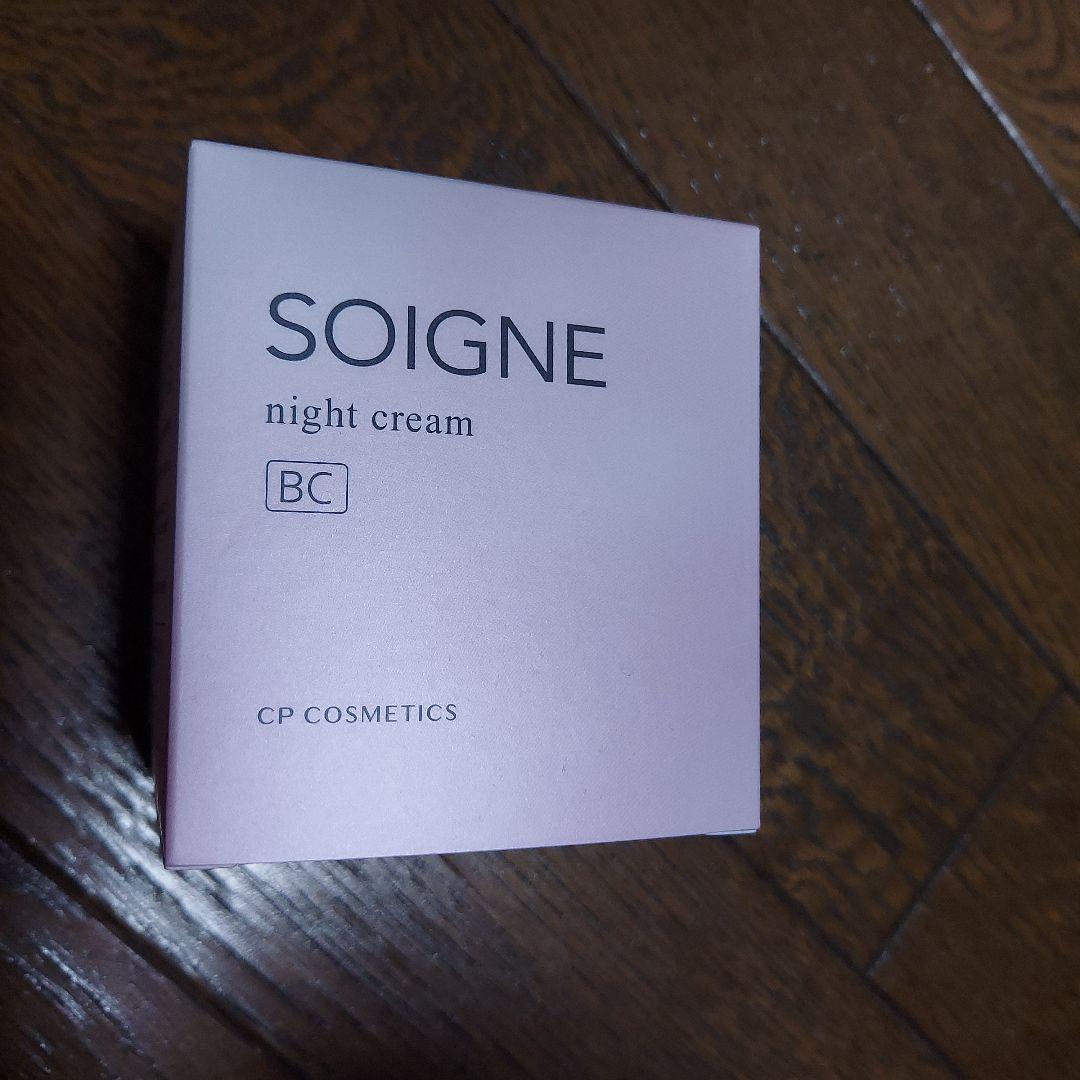 SOIGNE
night cream
BC
CP COSMETICS